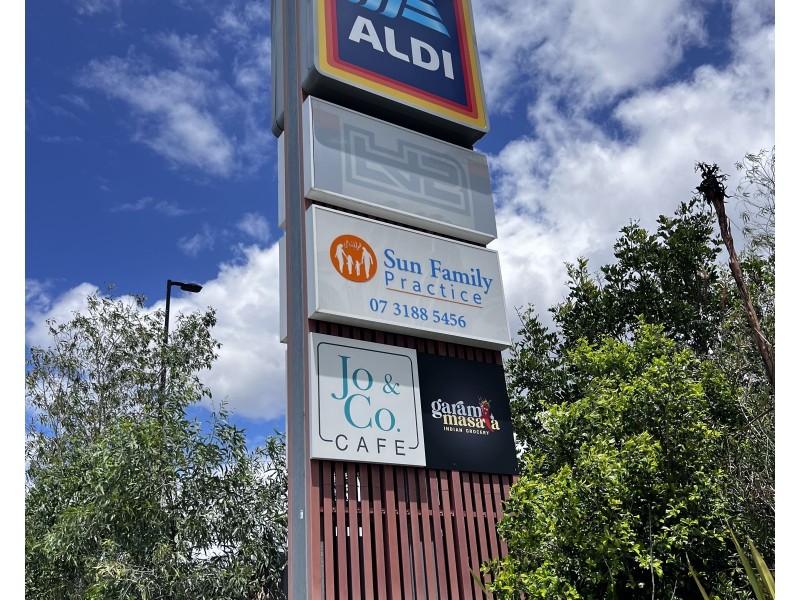 ALDI
Sun Family
Practice
07 3188 5456
Jo &
Co.
CAFE
garam
masala
INDIAN GROCERY